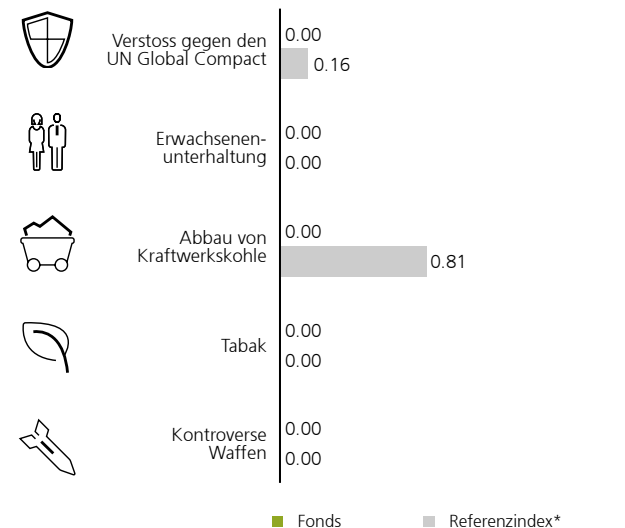 0.00
Verstoss gegen den
UN Global Compact
0.16
0.00
Erwachsenen-
unterhaltung
0.00
0.00
Abbau von
Kraftwerkskohle
0.81
0.00
Tabak
0.00
0.00
Kontroverse
Waffen
0.00
Fonds
Referenzindex*